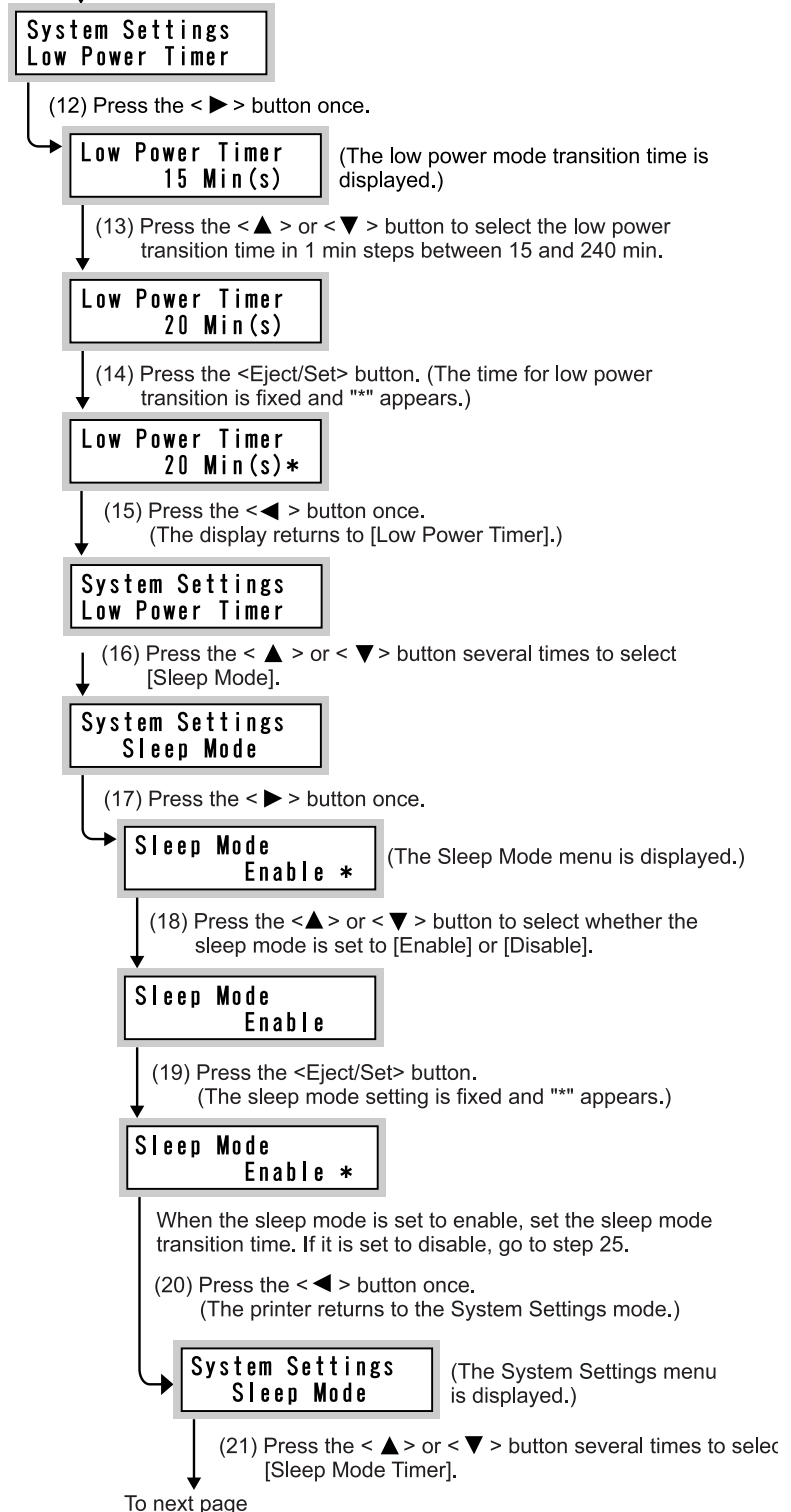 System Settings
Low Power Timer
(12) Press the < ▶ > button once.
Low Power Timer
15 Min(s)
(The low power mode transition time is
displayed.)
(13) Press the < ▲ > or < ▼ > button to select the low power
transition time in 1 min steps between 15 and 240 min.
Low Power Timer
20 Min(s)
(14) Press the <Eject/Set> button. (The time for low power
transition is fixed and "*" appears.)
Low Power Timer
20 Min(s)*
(15) Press the < ◀ > button once.
(The display returns to [Low Power Timer].)
System Settings
Low Power Timer
(16) Press the < ▲ > or < ▼ > button several times to select
[Sleep Mode].
System Settings
Sleep Mode
(17) Press the < ▶ > button once.
Sleep Mode
Enable *
(The Sleep Mode menu is displayed.)
(18) Press the < ▲ > or < ▼ > button to select whether the
sleep mode is set to [Enable] or [Disable].
Sleep Mode
Enable
(19) Press the <Eject/Set> button.
(The sleep mode setting is fixed and "*" appears.)
Sleep Mode
Enable *
When the sleep mode is set to enable, set the sleep mode
transition time. If it is set to disable, go to step 25.
(20) Press the < ◀ > button once.
(The printer returns to the System Settings mode.)
System Settings
Sleep Mode
(The System Settings menu
is displayed.)
(21) Press the < ▲ > or < ▼ > button several times to selec
[Sleep Mode Timer].
To next page